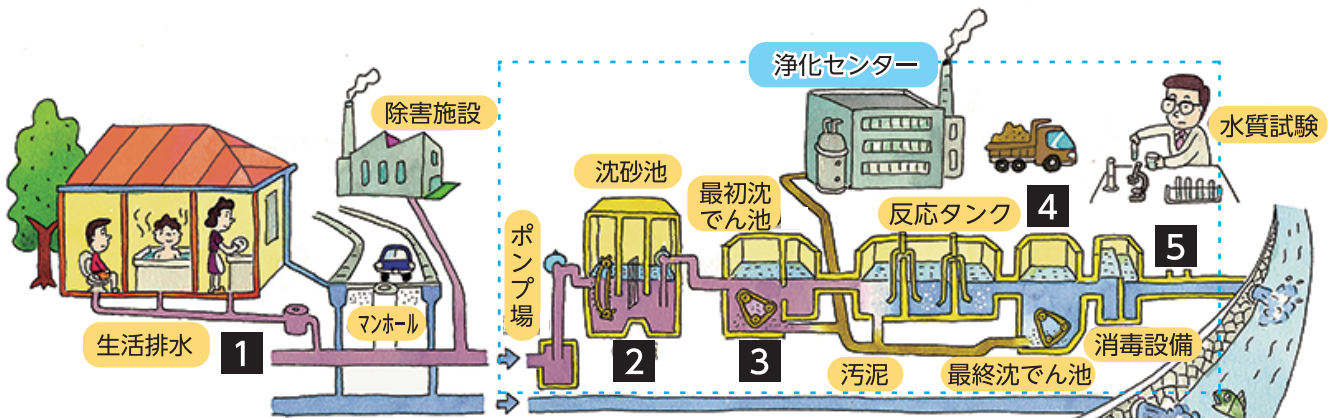 浄化センター
除害施設
水質試験
沈砂池
最初沈
でん池
反応タンク
4
ポンプ場
5
マンホール
生活排水
1
2
3
汚泥
最終沈でん池
消毒設備